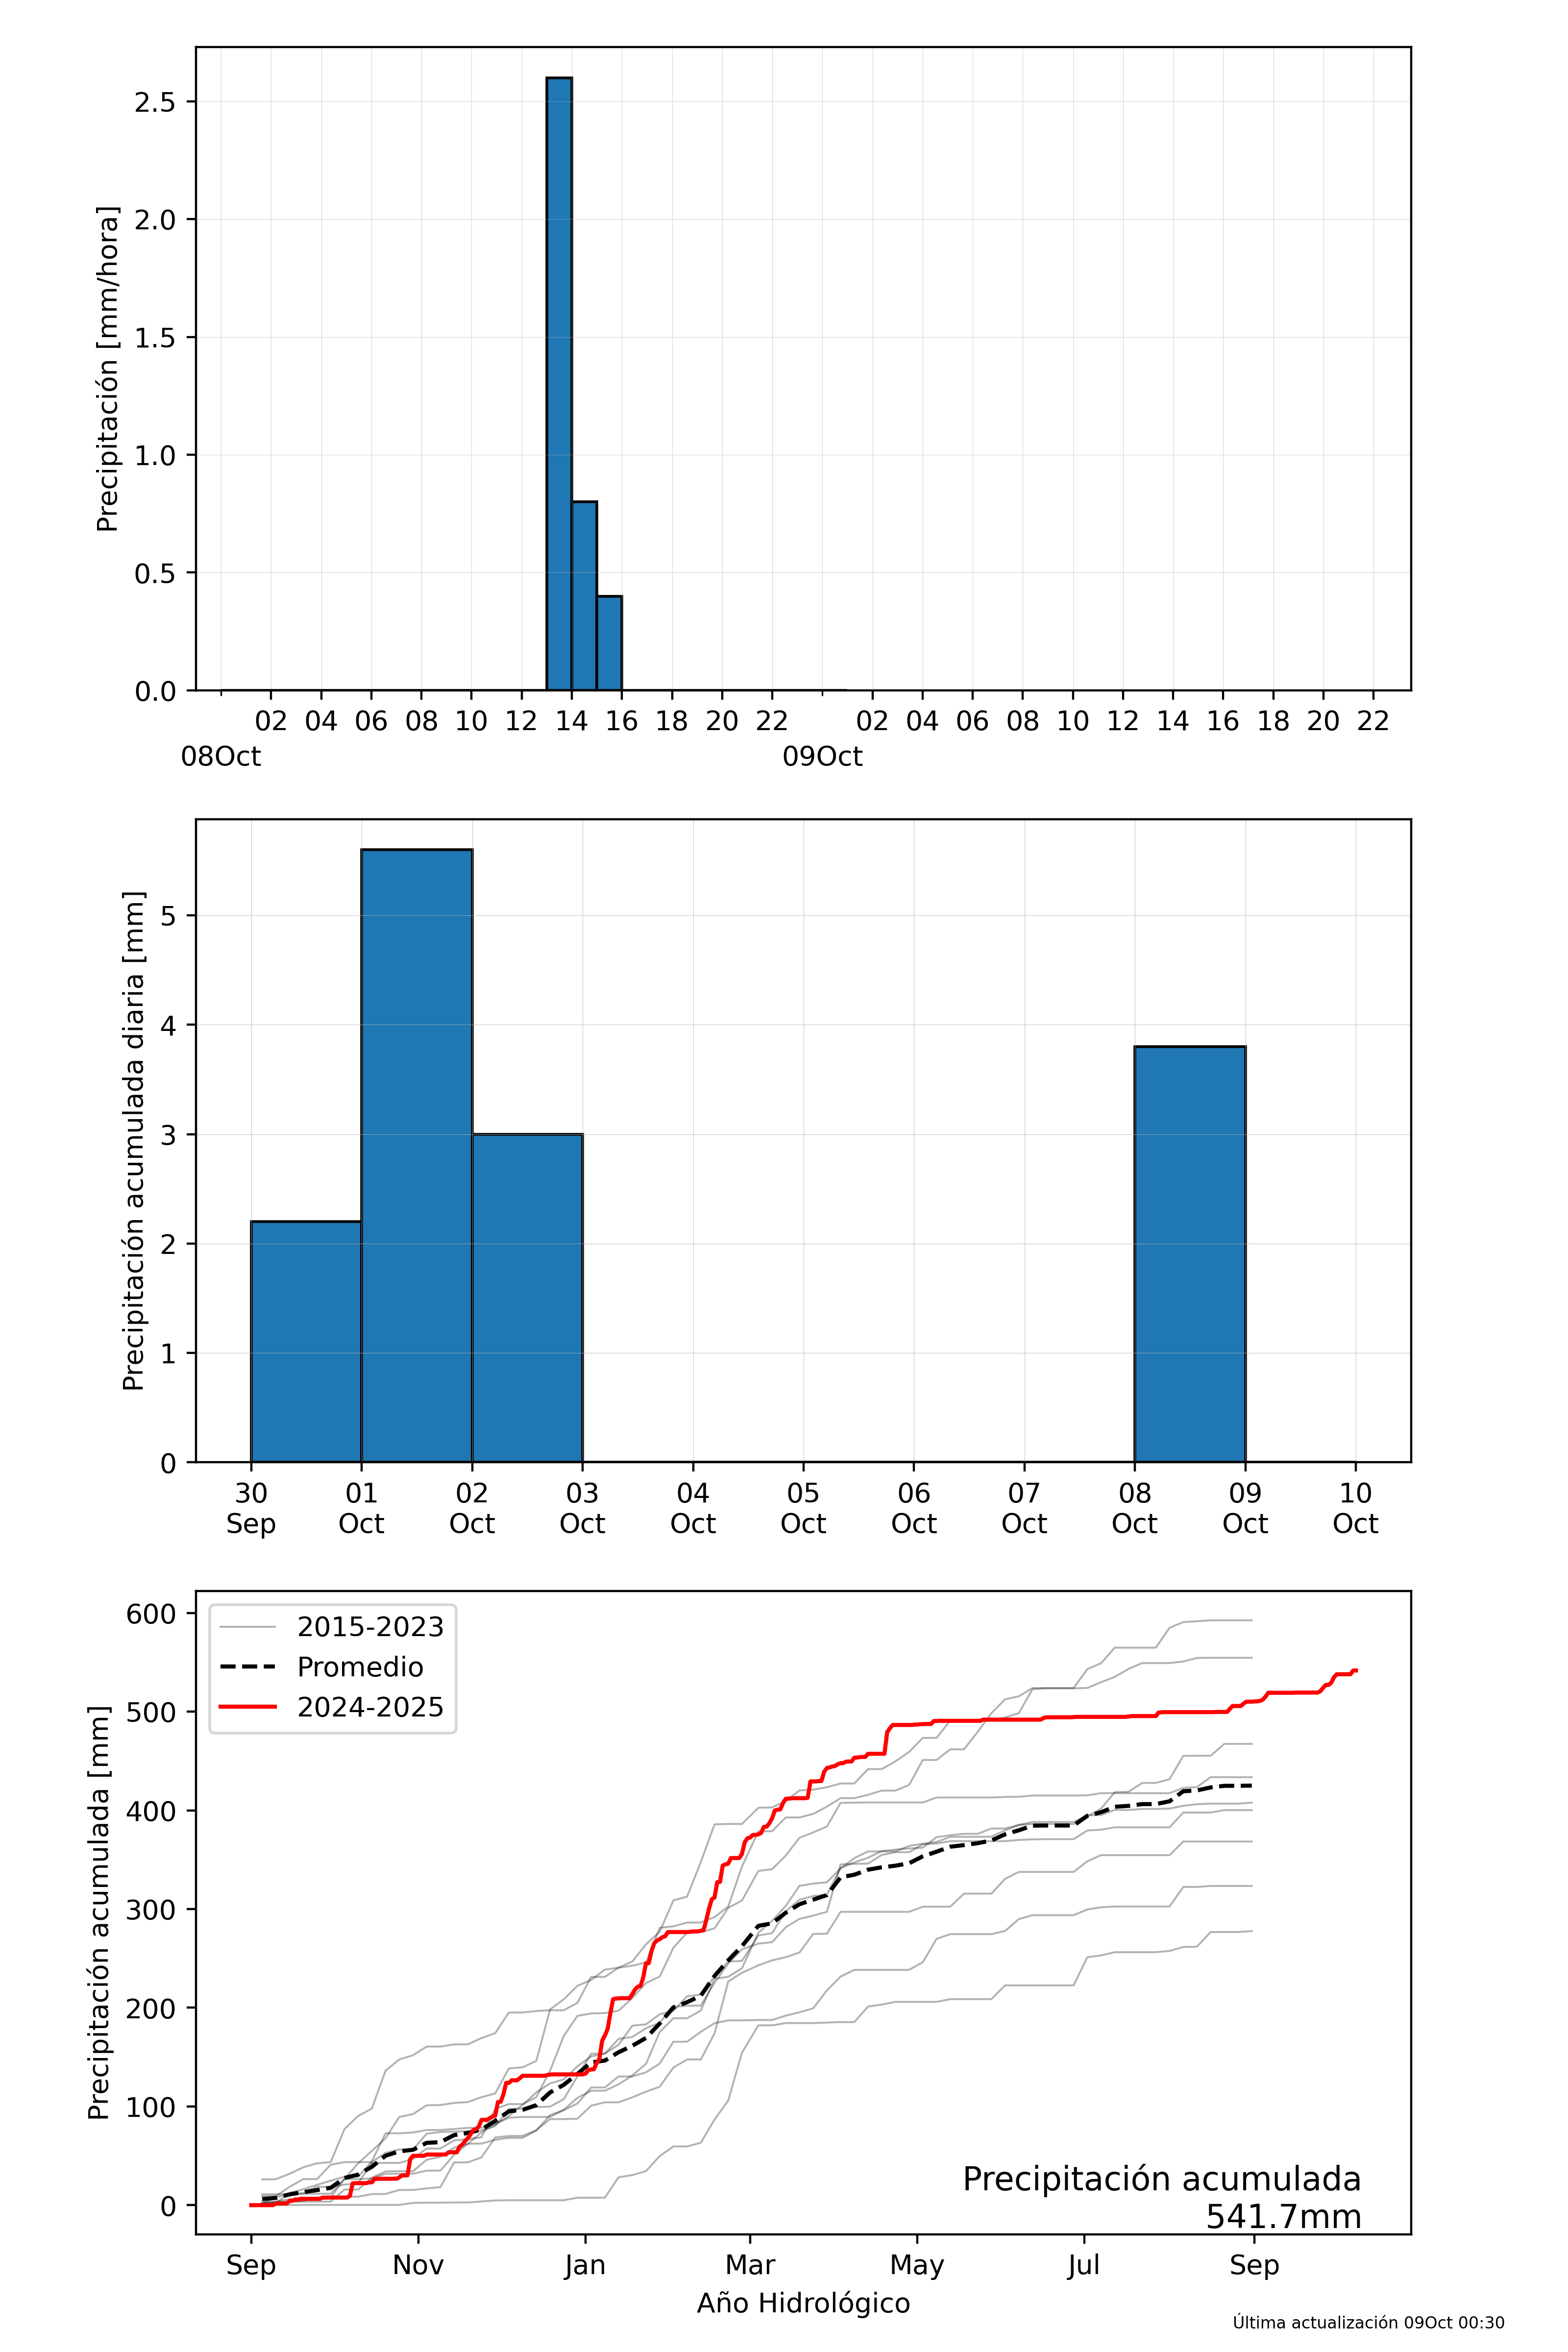 Precipitación [mm/hora]
2.5
2.0
1.5
1.0
0.5
0.0
02 04 06 08 10 12 14 16 18 20 22 02 04 06 08 10 12 14 16 18 20 22
08Oct 09Oct
Precipitación acumulada diaria [mm]
5
4
3
2
1
0
30 01 02 03 04 05 06 07 08 09 10
Sep Oct Oct Oct Oct Oct Oct Oct Oct Oct Oct
Precipitación acumulada [mm]
600
500
400
300
200
100
0
2015-2023
Promedio
2024-2025
Precipitación acumulada
541.7mm
Sep Nov Jan Mar May Jul Sep
Año Hidrológico
Última actualización 09Oct 00:30